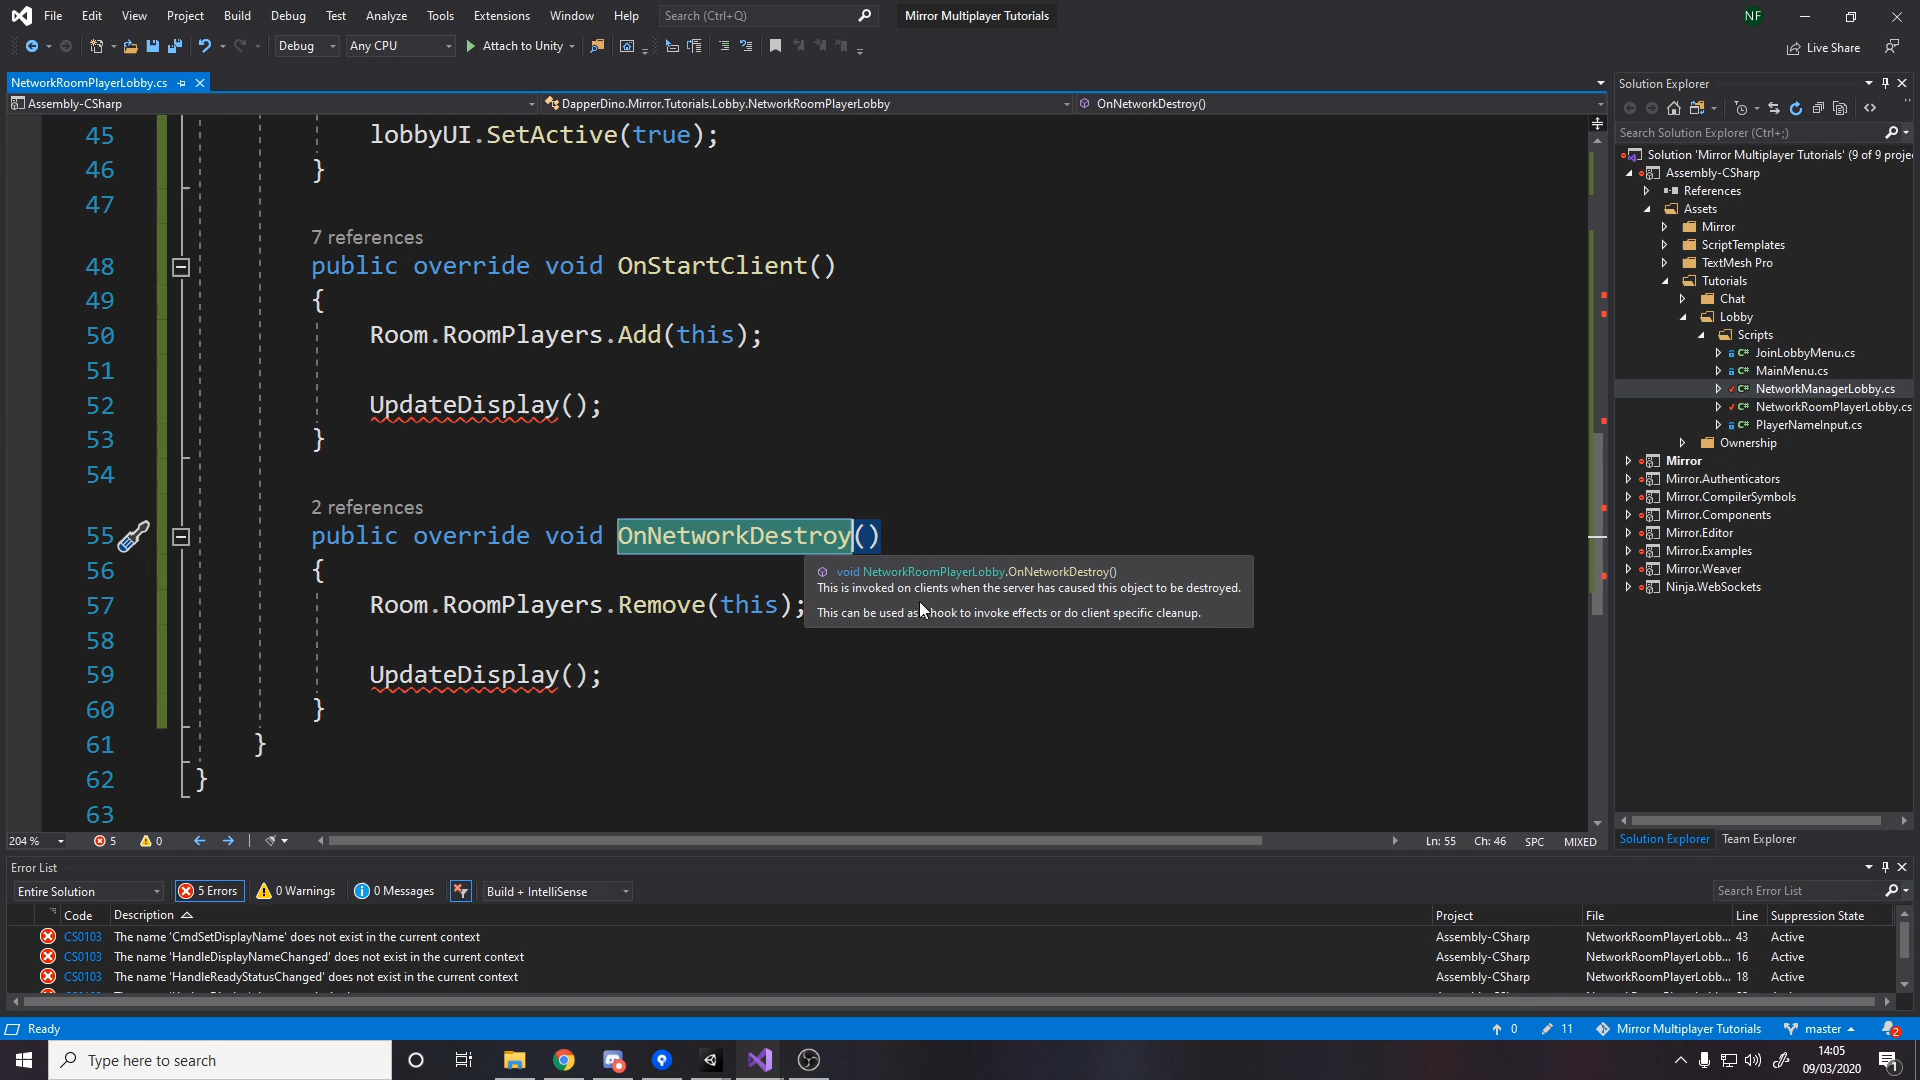 File Edit View Project Build Debug Test Analyze Tools Extensions Window Help Search (Ctrl+Q) Mirror Multiplayer Tutorials NF
Debug Any CPU Attach to Unity Live Share
NetworkRoomPlayerLobby.cs
Assembly-CSharp DapperDino.Mirror.Tutorials.Lobby.NetworkRoomPlayerLobby OnNetworkDestroy()
45 lobbyUI.SetActive(true);
46 }
47
7 references
48 public override void OnStartClient()
49 {
50 Room.RoomPlayers.Add(this);
51
52 UpdateDisplay();
53 }
54
2 references
55 public override void OnNetworkDestroy()
56 {
57 Room.RoomPlayers.Remove(this);
58
59 UpdateDisplay();
60 }
61 }
62 }
63
void NetworkRoomPlayerLobby.OnNetworkDestroy()
This is invoked on clients when the server has caused this object to be destroyed.
This can be used as hook to invoke effects or do client specific cleanup.
204 % 5 0 Ln: 55 Ch: 46 SPC MIXED
Solution Explorer
Search Solution Explorer (Ctrl+;)
Solution 'Mirror Multiplayer Tutorials' (9 of 9 proje
Assembly-CSharp
References
Assets
Mirror
ScriptTemplates
TextMesh Pro
Tutorials
Chat
Lobby
Scripts
C# JoinLobbyMenu.cs
C# MainMenu.cs
C# NetworkManagerLobby.cs
C# NetworkRoomPlayerLobby.cs
C# PlayerNameInput.cs
Ownership
Mirror
Mirror.Authenticators
Mirror.CompilerSymbols
Mirror.Components
Mirror.Editor
Mirror.Examples
Mirror.Weaver
Ninja.WebSockets
Solution Explorer Team Explorer
Error List
Entire Solution 5 Errors 0 Warnings 0 Messages Build + IntelliSense Search Error List
Code Description Project File Line Suppression State
CS0103 The name 'CmdSetDisplayName' does not exist in the current context Assembly-CSharp NetworkRoomPlayerLobb... 43 Active
CS0103 The name 'HandleDisplayNameChanged' does not exist in the current context Assembly-CSharp NetworkRoomPlayerLobb... 16 Active
CS0103 The name 'HandleReadyStatusChanged' does not exist in the current context Assembly-CSharp NetworkRoomPlayerLobb... 18 Active
Ready 0 11 Mirror Multiplayer Tutorials master 2
Type here to search 14:05
09/03/2020 1